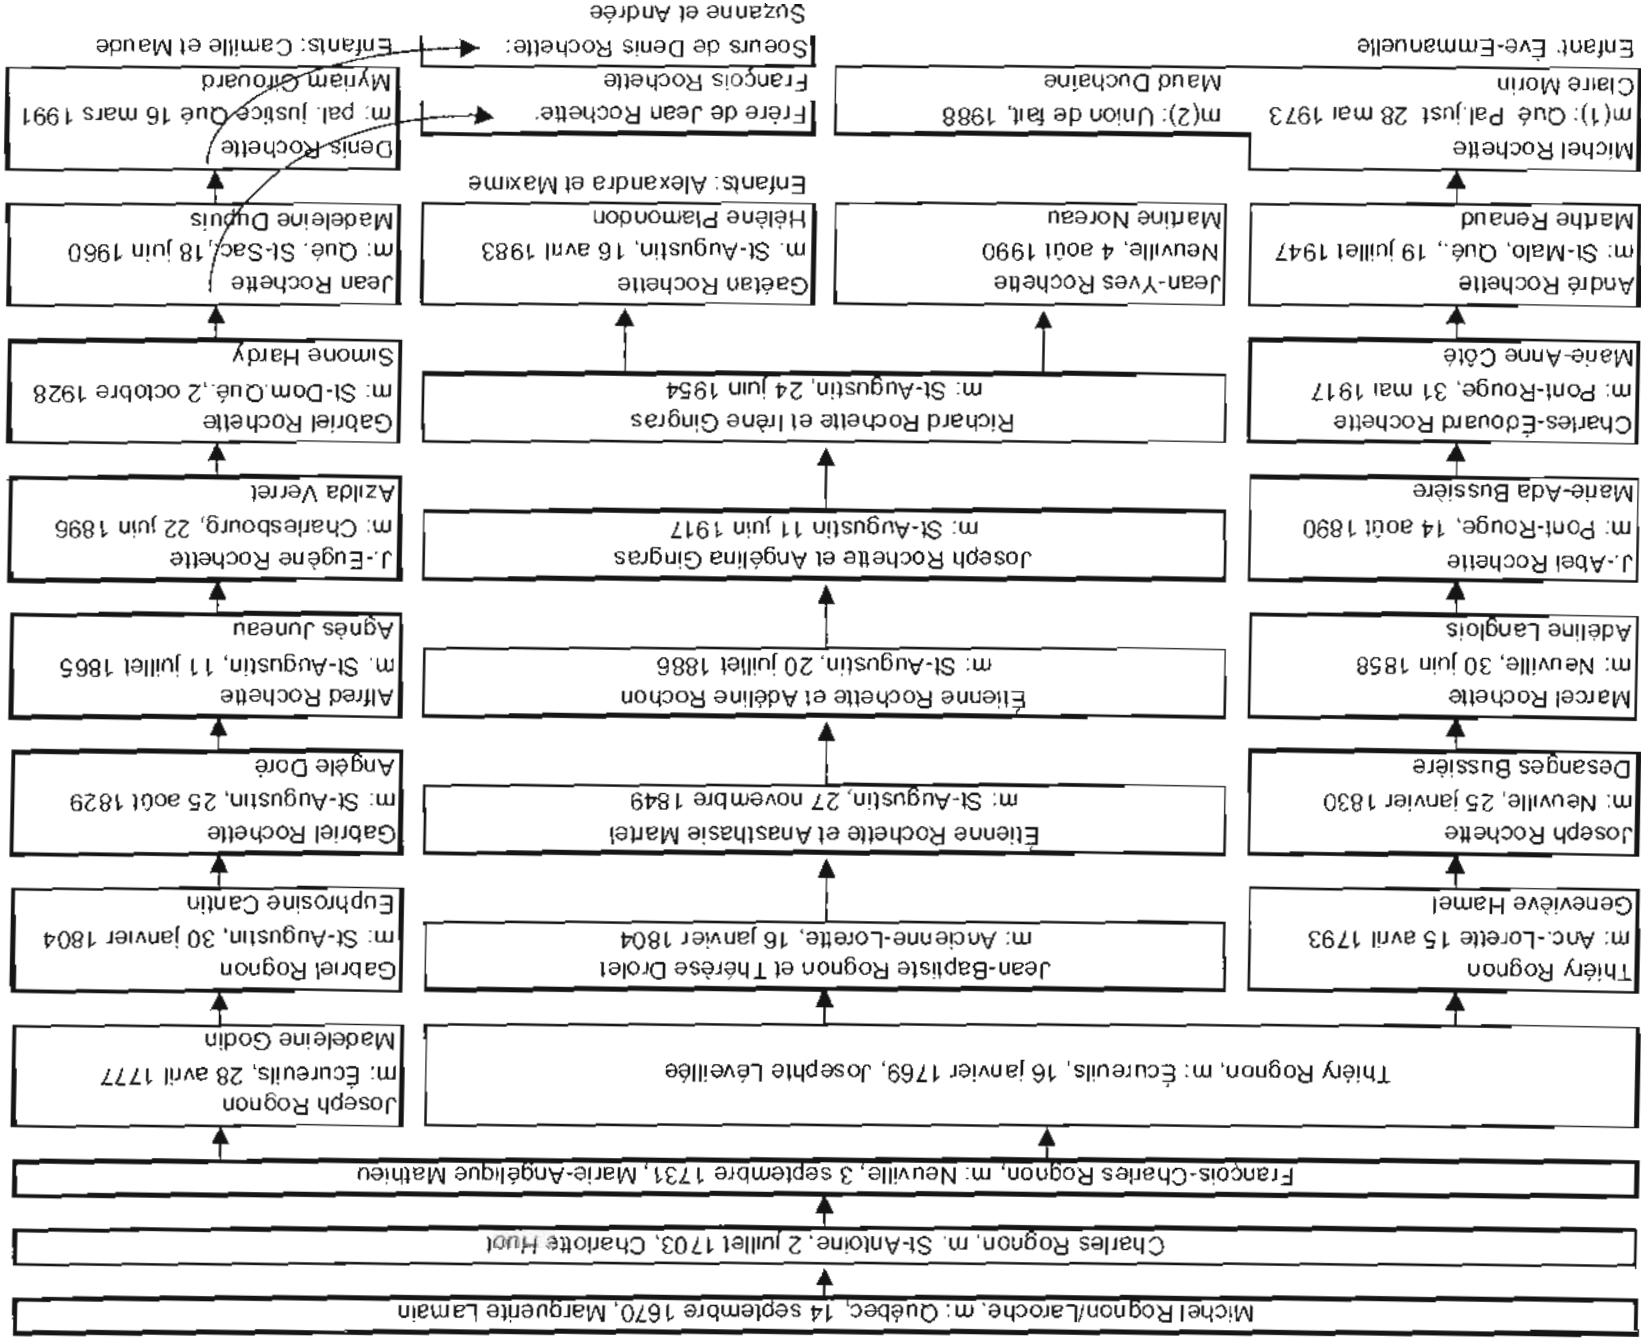 Michel Rognon/Laroche, m: Québec, 14 septembre 1670, Marguerite Lamain
Charles Rognon, m. St-Antoine, 2 juillet 1703, Charlotte Huot
François-Charles Rognon, m: Neuville, 3 septembre 1731, Marie-Angélique Mathieu
Thiéry Rognon, m: Écureuils, 16 janvier 1769, Josephte Léveillée
Joseph Rognon
m: Écureuils, 28 avril 1777
Madeleine Godin
Thiéry Rognon
m: Anc.-Lorette 15 avril 1793
Geneviève Hamel
Jean-Baptiste Rognon et Thérèse Drolet
m: Ancienne-Lorette, 16 janvier 1804
Gabriel Rognon
m: St-Augustin, 30 janvier 1804
Euphrosine Cantin
Joseph Rochette
m: Neuville, 25 janvier 1830
Desanges Bussière
Étienne Rochette et Anasthasie Martel
m: St-Augustin, 27 novembre 1849
Gabriel Rochette
m: St-Augustin, 25 août 1829
Angèle Doré
Marcel Rochette
m: Neuville, 30 juin 1858
Adéline Langlois
Étienne Rochette et Adéline Rochon
m: St-Augustin, 20 juillet 1886
Alfred Rochette
m. St-Augustin, 11 juillet 1865
Agnès Juneau
J.-Abel Rochette
m: Pont-Rouge, 14 août 1890
Marie-Ada Bussière
Joseph Rochette et Angélina Gingras
m: St-Augustin 11 juin 1917
J.-Eugène Rochette
m: Charlesbourg, 22 juin 1896
Azilda Verret
Charles-Édouard Rochette
m: Pont-Rouge, 31 mai 1917
Marie-Anne Côté
Richard Rochette et Irène Gingras
m: St-Augustin, 24 juin 1954
Gabriel Rochette
m: St-Dom.Qué., 2 octobre 1928
Simone Hardy
André Rochette
m: St-Malo, Qué., 19 juillet 1947
Marthe Renaud
Jean-Yves Rochette
Neuville, 4 août 1990
Martine Noreau
Gaétan Rochette
m. St-Augustin, 16 avril 1983
Hélène Plamondon
Enfants: Alexandra et Maxime
Jean Rochette
m: Qué. St-Sac., 18 juin 1960
Madeleine Dupuis
Michel Rochette
m(1): Qué Pal.just 28 mai 1973
Claire Morin
m(2): Union de fait, 1988
Maud Duchaine
Enfant: Ève-Emmanuelle
Frère de Jean Rochette:
François Rochette
Soeurs de Denis Rochette:
Suzanne et Andrée
Denis Rochette
m: pal. justice Qué 16 mars 1991
Myriam Girouard
Enfants: Camille et Maude